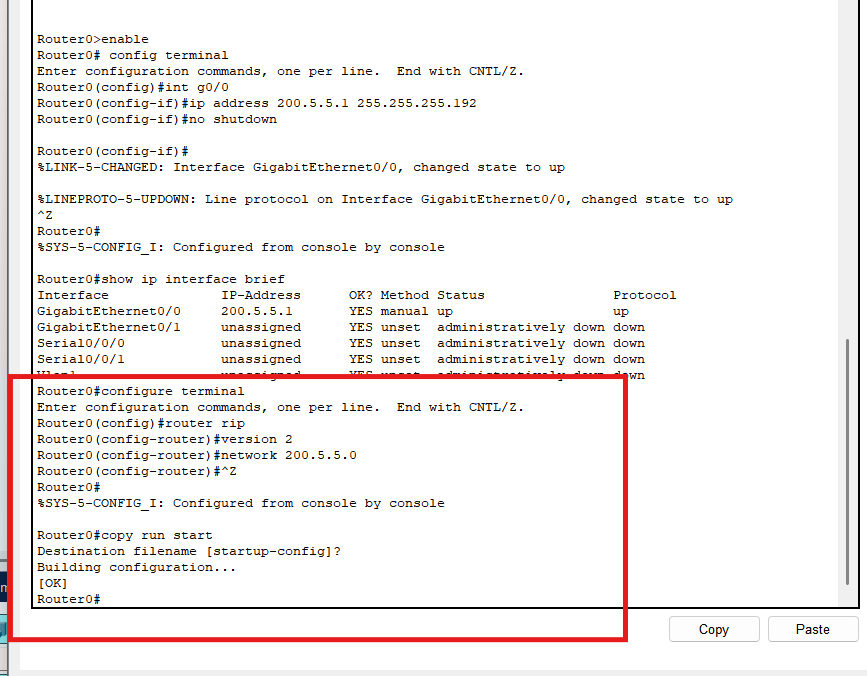 Router0>enable
Router0# config terminal
Enter configuration commands, one per line.  End with CNTL/Z.
Router0(config)#int g0/0
Router0(config-if)#ip address 200.5.5.1 255.255.255.192
Router0(config-if)#no shutdown
Router0(config-if)#
%LINK-5-CHANGED: Interface GigabitEthernet0/0, changed state to up
%LINEPROTO-5-UPDOWN: Line protocol on Interface GigabitEthernet0/0, changed state to up
^Z
Router0#
%SYS-5-CONFIG_I: Configured from console by console
Router0#show ip interface brief
Interface              IP-Address      OK? Method Status                Protocol
GigabitEthernet0/0     200.5.5.1       YES manual up                    up
GigabitEthernet0/1     unassigned      YES unset  administratively down down
Serial0/0/0            unassigned      YES unset  administratively down down
Serial0/0/1            unassigned      YES unset  administratively down down
Vlan1                  unassigned      YES unset  administratively down down
Router0#configure terminal
Enter configuration commands, one per line.  End with CNTL/Z.
Router0(config)#router rip
Router0(config-router)#version 2
Router0(config-router)#network 200.5.5.0
Router0(config-router)#^Z
Router0#
%SYS-5-CONFIG_I: Configured from console by console
Router0#copy run start
Destination filename [startup-config]?
Building configuration...
[OK]
Router0#
Copy
Paste